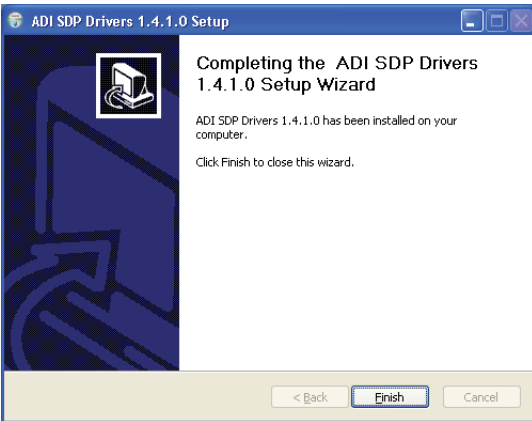 ADI SDP Drivers 1.4.1.0 Setup
Completing the ADI SDP Drivers
1.4.1.0 Setup Wizard
ADI SDP Drivers 1.4.1.0 has been installed on your
computer.
Click Finish to close this wizard.
< Back Finish Cancel